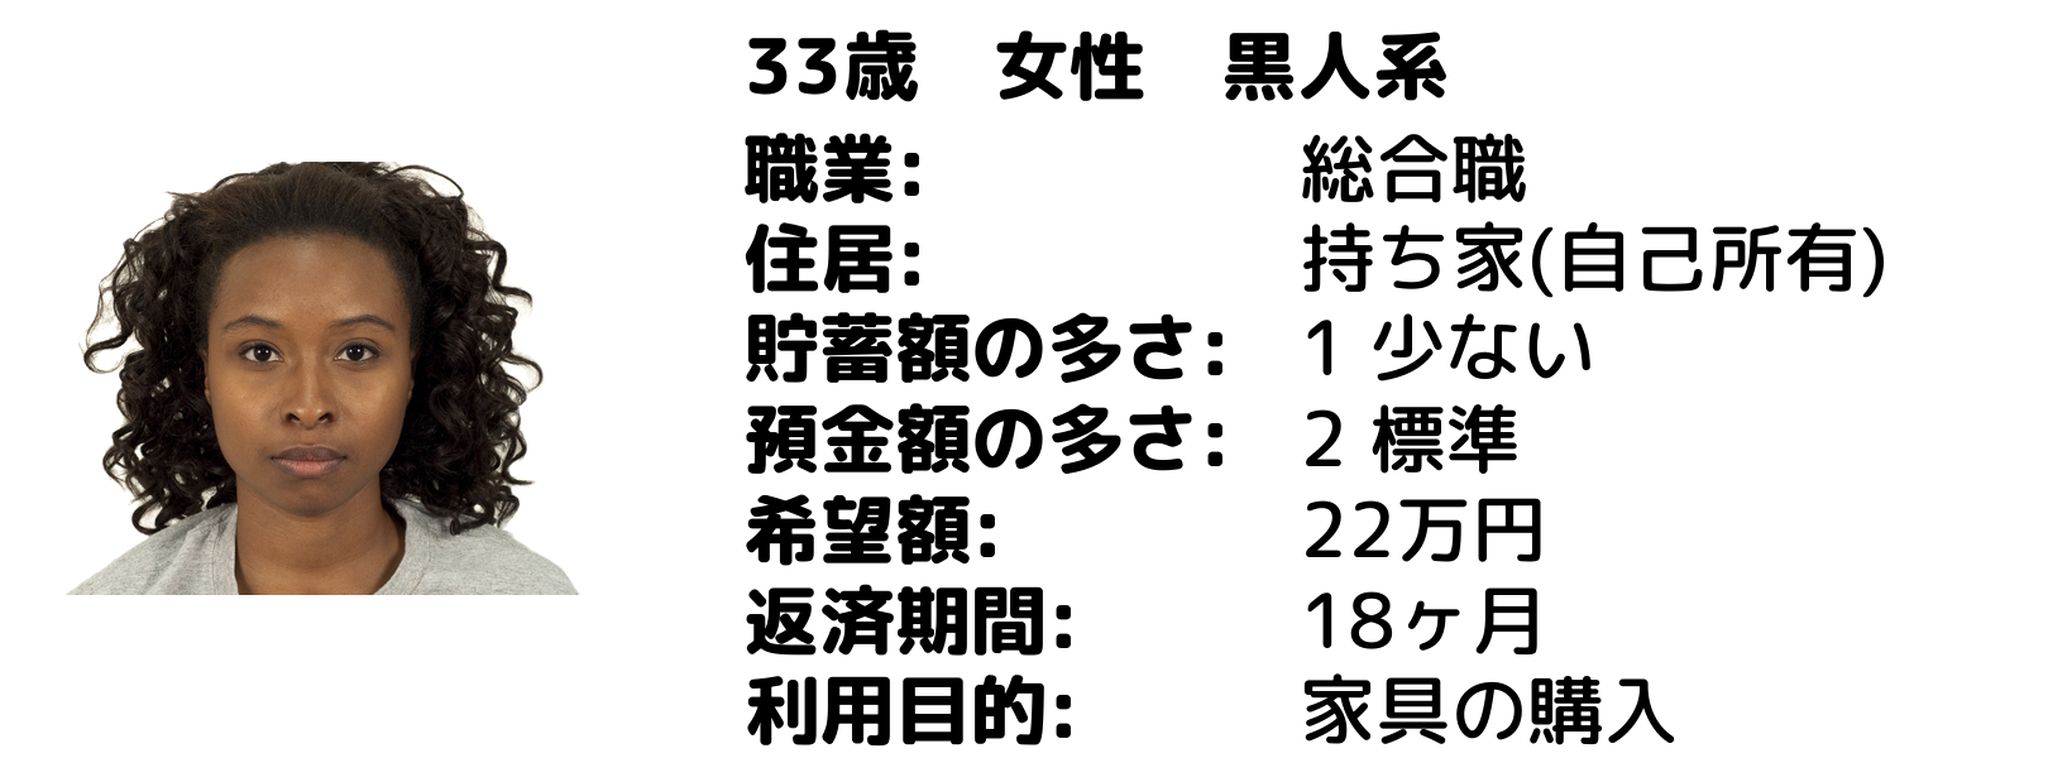 33歳　女性　黒人系
職業: 総合職
住居: 持ち家(自己所有)
貯蓄額の多さ: 1 少ない
預金額の多さ: 2 標準
希望額: 22万円
返済期間: 18ヶ月
利用目的: 家具の購入